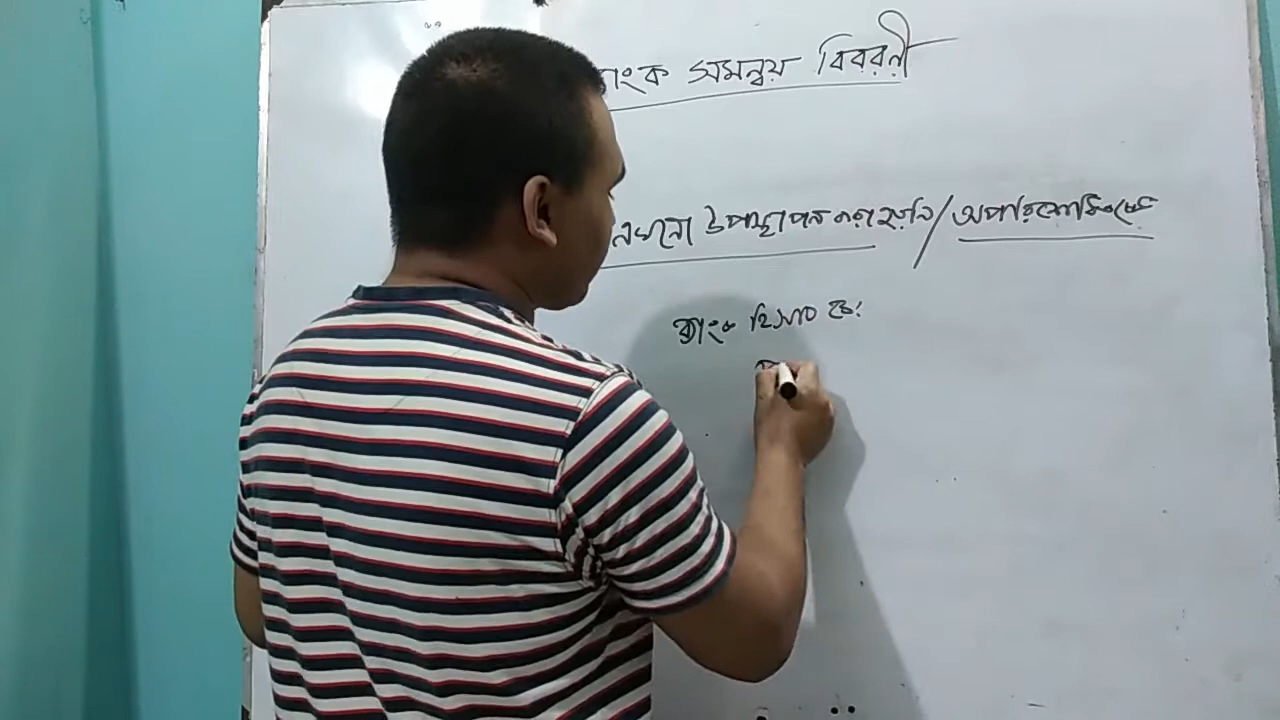 াংক সমন্বয় বিবরণী
এখনো উপস্থাপন করা হয়নি / অপরিশোধিত চেক
ব্যাংক হিসাব ডে: